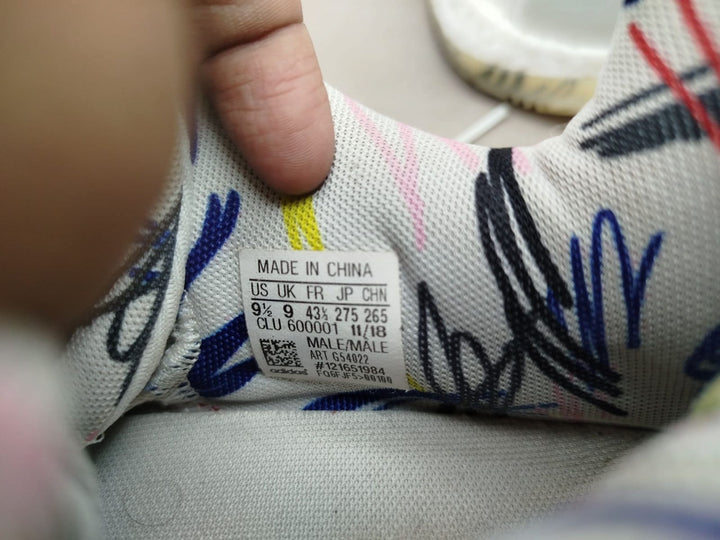 MADE IN CHINA
US UK FR JP CHN
9½ 9 43⅓ 275 265
CLU 600001 11/18
MALE/MÂLE
ART G54022
#121651984
adidas